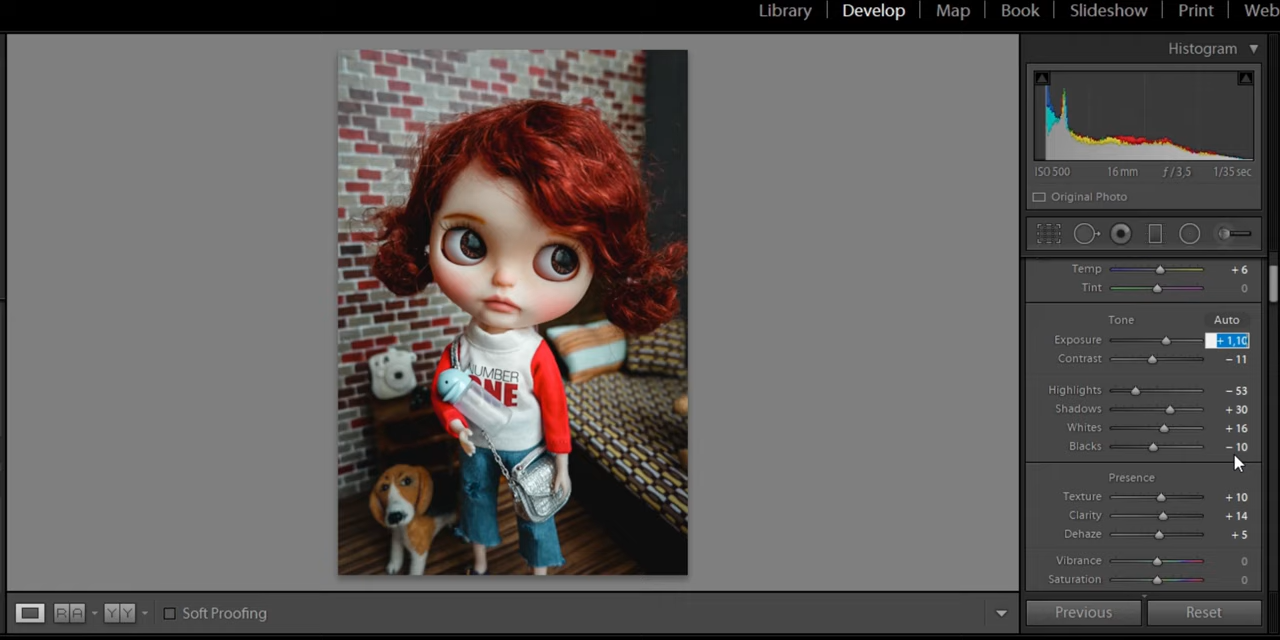 Library | Develop | Map | Book | Slideshow | Print | Web
Histogram
ISO 500 16 mm ƒ / 3,5 1/35 sec
Original Photo
Temp + 6
Tint 0
Tone Auto
Exposure + 1,10
Contrast − 11
Highlights − 53
Shadows + 30
Whites + 16
Blacks − 10
Presence
Texture + 10
Clarity + 14
Dehaze + 5
Vibrance 0
Saturation 0
NUMBER
ONE
R A Y Y Soft Proofing
Previous Reset